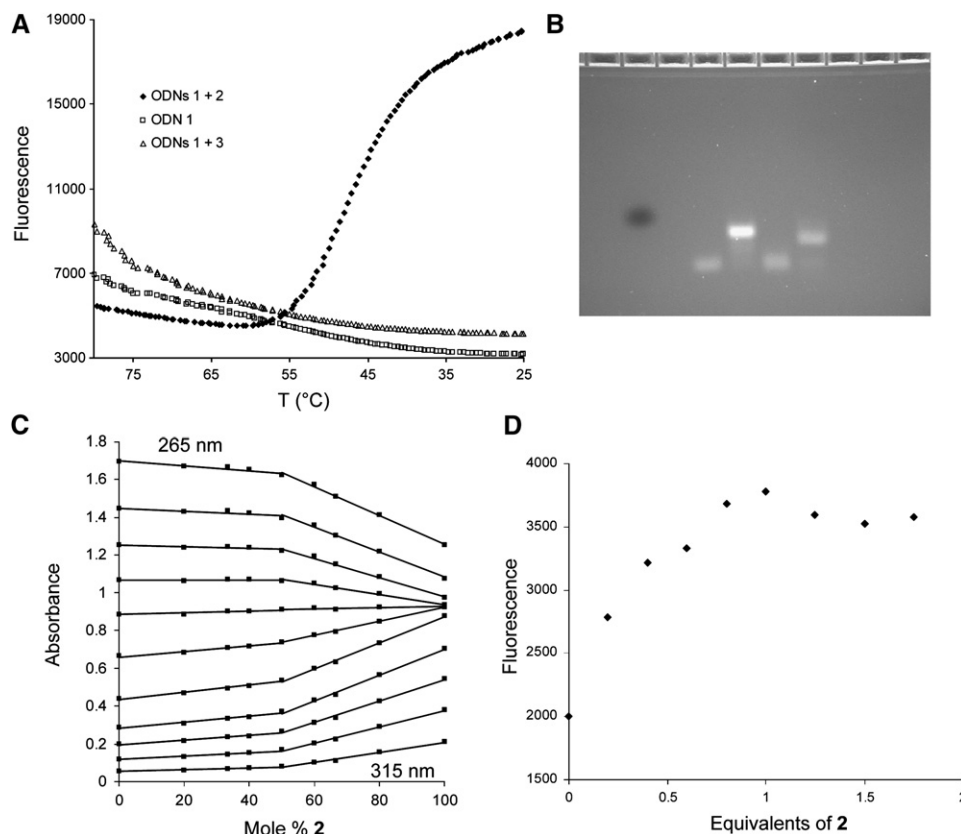 A
19000
15000
11000
7000
3000
Fluorescence
◆ ODNs 1 + 2
□ ODN 1
△ ODNs 1 + 3
75
65
55
45
35
25
T (°C)
B
C
1.8
1.6
1.4
1.2
1
0.8
0.6
0.4
0.2
0
Absorbance
265 nm
315 nm
0
20
40
60
80
100
Mole % 2
D
4000
3500
3000
2500
2000
1500
Fluorescence
0
0.5
1
1.5
2
Equivalents of 2